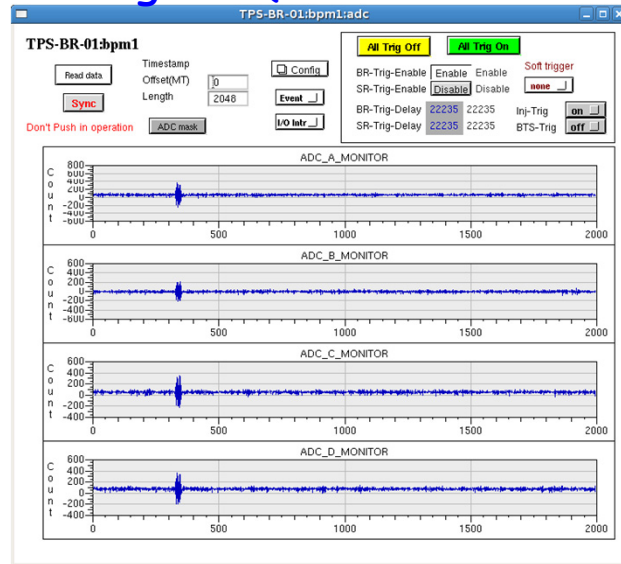 TPS-BR-01:bpm1:adc
TPS-BR-01:bpm1
Read data
Sync
Don't Push in operation
Timestamp
Offset(MT) 0
Length 2048
ADC mask
Config
Event
I/O Intr
All Trig Off
All Trig On
BR-Trig-Enable Enable Enable
SR-Trig-Enable Disable Disable
BR-Trig-Delay 22235 22235
SR-Trig-Delay 22235 22235
Soft trigger
none
Inj-Trig on
BTS-Trig off
ADC_A_MONITOR
Count
800
600
400
200
0
-200
-400
-600
0 500 1000 1500 2000
ADC_B_MONITOR
Count
600
400
200
0
-200
-400
-600
0 500 1000 1500 2000
ADC_C_MONITOR
Count
600
400
200
0
-200
-400
0 500 1000 1500 2000
ADC_D_MONITOR
Count
600
400
200
0
-200
-400
0 500 1000 1500 2000